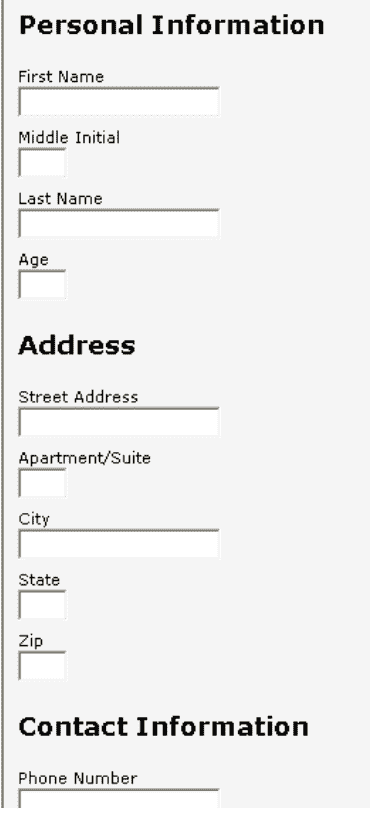 Personal Information
First Name
Middle Initial
Last Name
Age
Address
Street Address
Apartment/Suite
City
State
Zip
Contact Information
Phone Number